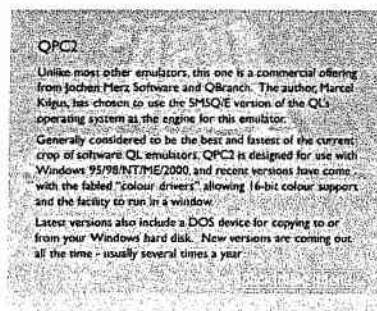 QPC2
Unlike most other emulators, this one is a commercial offering
from Jochen Merz Software and QBranch. The author, Marcel
Kilgus, has chosen to use the SMSQ/E version of the QL's
operating system as the engine for this emulator.
Generally considered to be the best and fastest of the current
crop of software QL emulators, QPC2 is designed for use with
Windows 95/98/NT/ME/2000, and recent versions have come
with the fabled "colour drivers" allowing 16-bit colour support
and the facility to run in a window.
Latest versions also include a DOS device for copying to or
from your Windows hard disk. New versions are coming out
all the time - usually several times a year